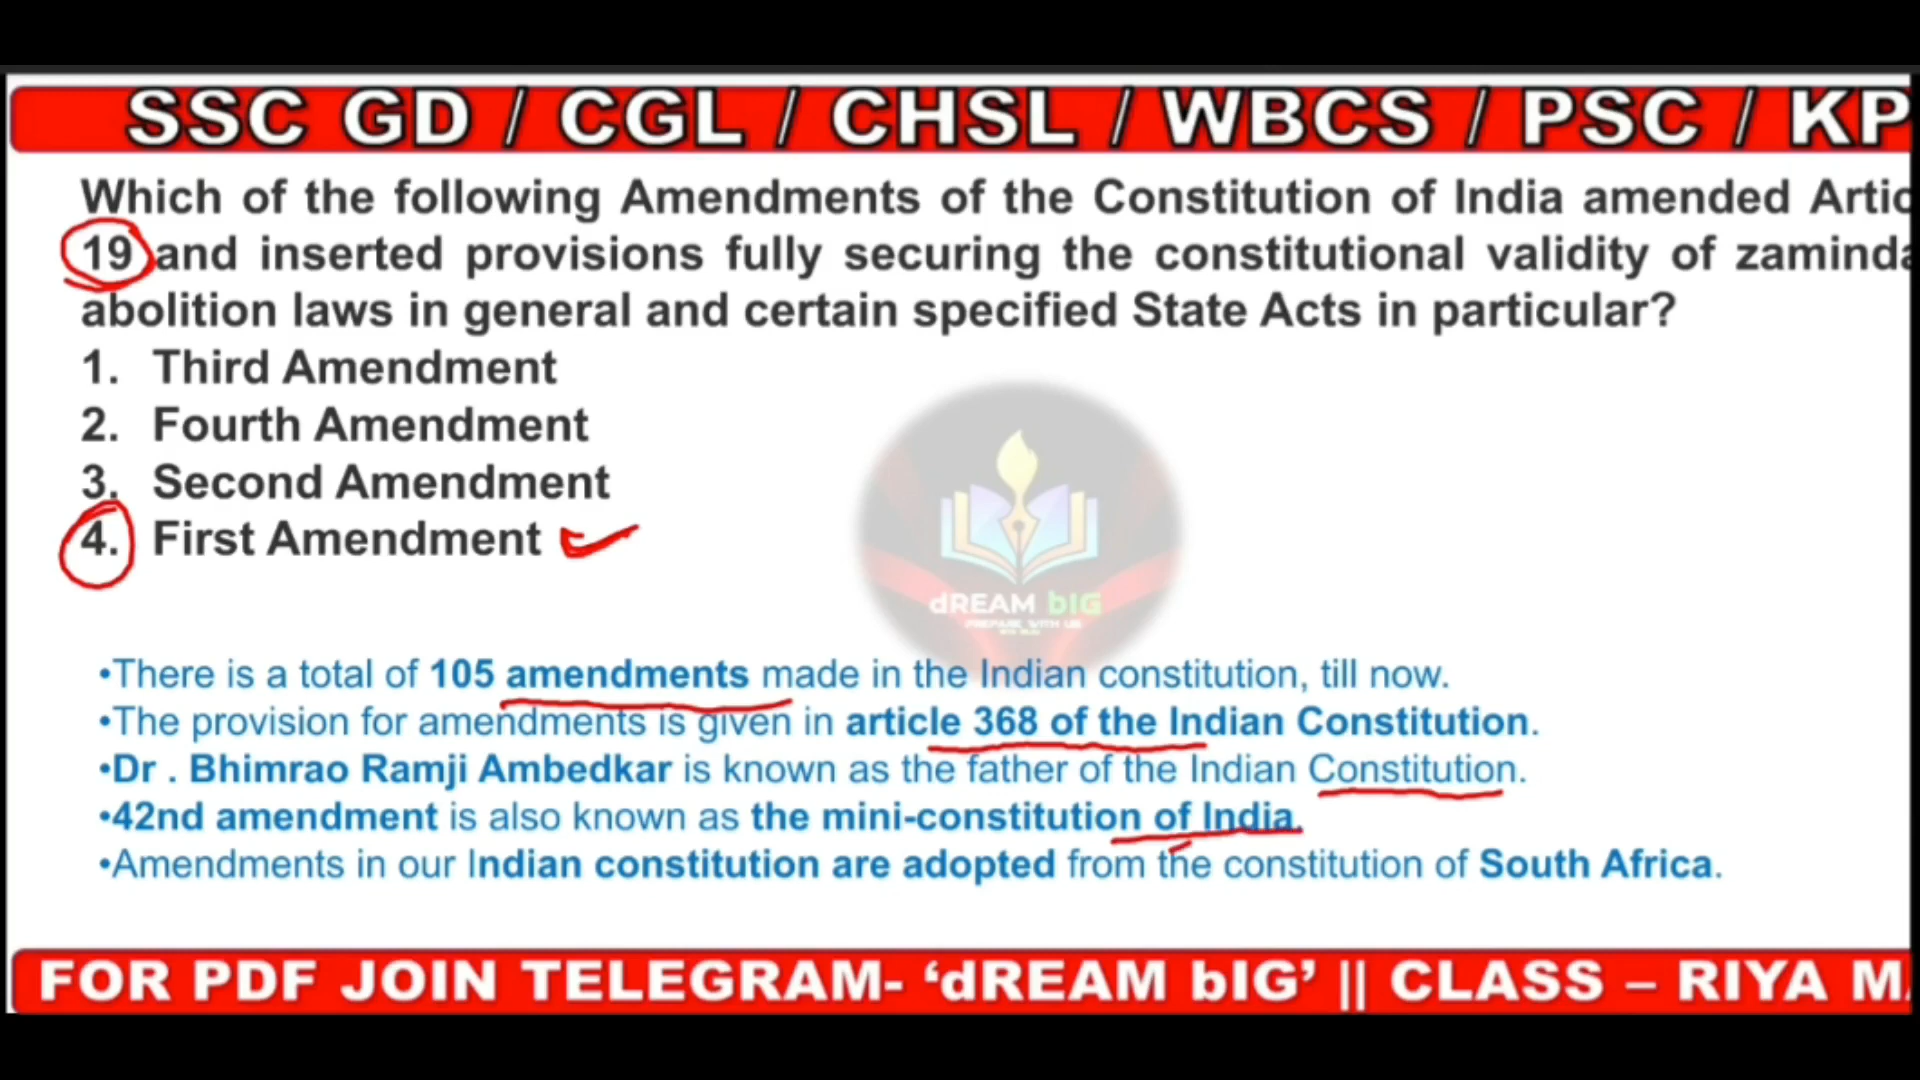 SSC GD / CGL / CHSL / WBCS / PSC / KP
Which of the following Amendments of the Constitution of India amended Artic
19 and inserted provisions fully securing the constitutional validity of zaminda
abolition laws in general and certain specified State Acts in particular?
1. Third Amendment
2. Fourth Amendment
3. Second Amendment
4. First Amendment
dREAM bIG
PREPARE WITH US
•There is a total of 105 amendments made in the Indian constitution, till now.
•The provision for amendments is given in article 368 of the Indian Constitution.
•Dr . Bhimrao Ramji Ambedkar is known as the father of the Indian Constitution.
•42nd amendment is also known as the mini-constitution of India.
•Amendments in our Indian constitution are adopted from the constitution of South Africa.
FOR PDF JOIN TELEGRAM- ‘dREAM bIG’ || CLASS – RIYA MA